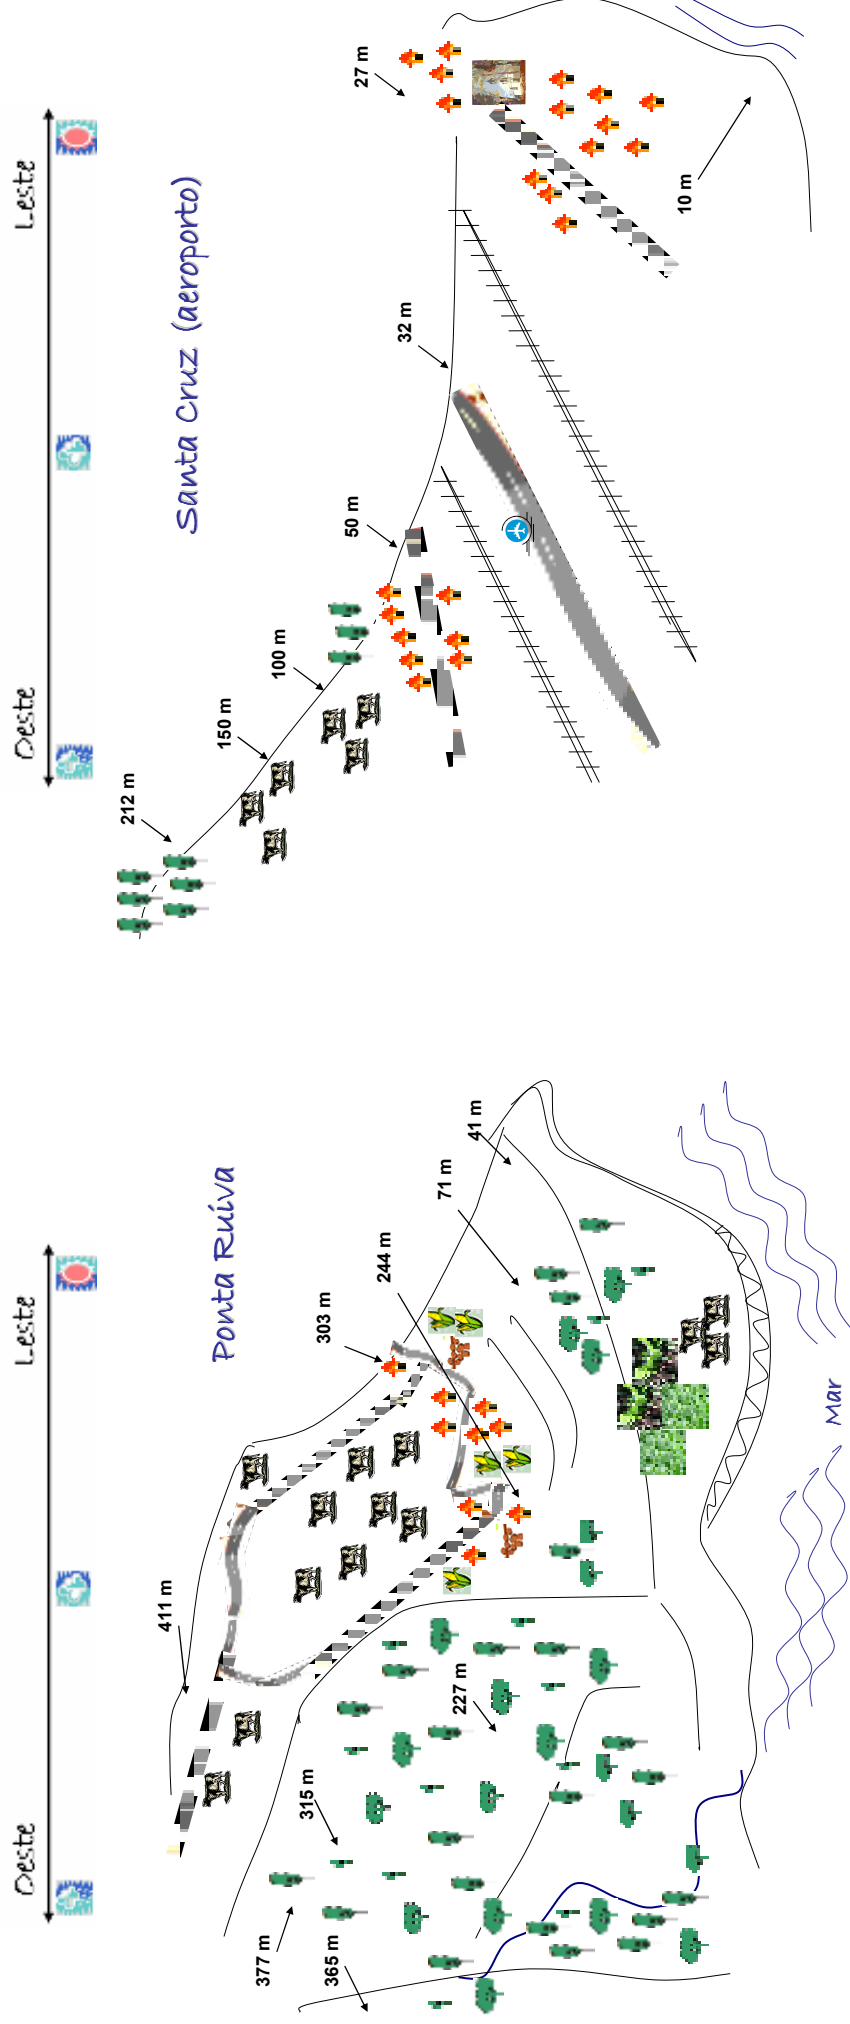 Oeste
Leste
Ponta Ruiva
411 m
303 m
244 m
71 m
41 m
377 m
365 m
315 m
227 m
Mar
Oeste
Leste
Santa Cruz (aeroporto)
212 m
150 m
100 m
50 m
32 m
27 m
10 m